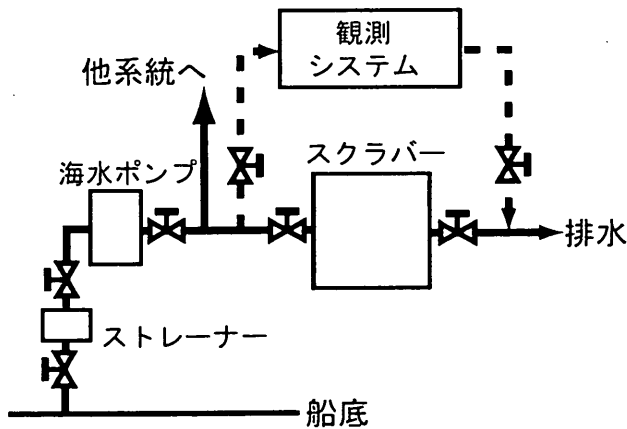 観測
システム
他系統へ
スクラバー
海水ポンプ
排水
ストレーナー
船底